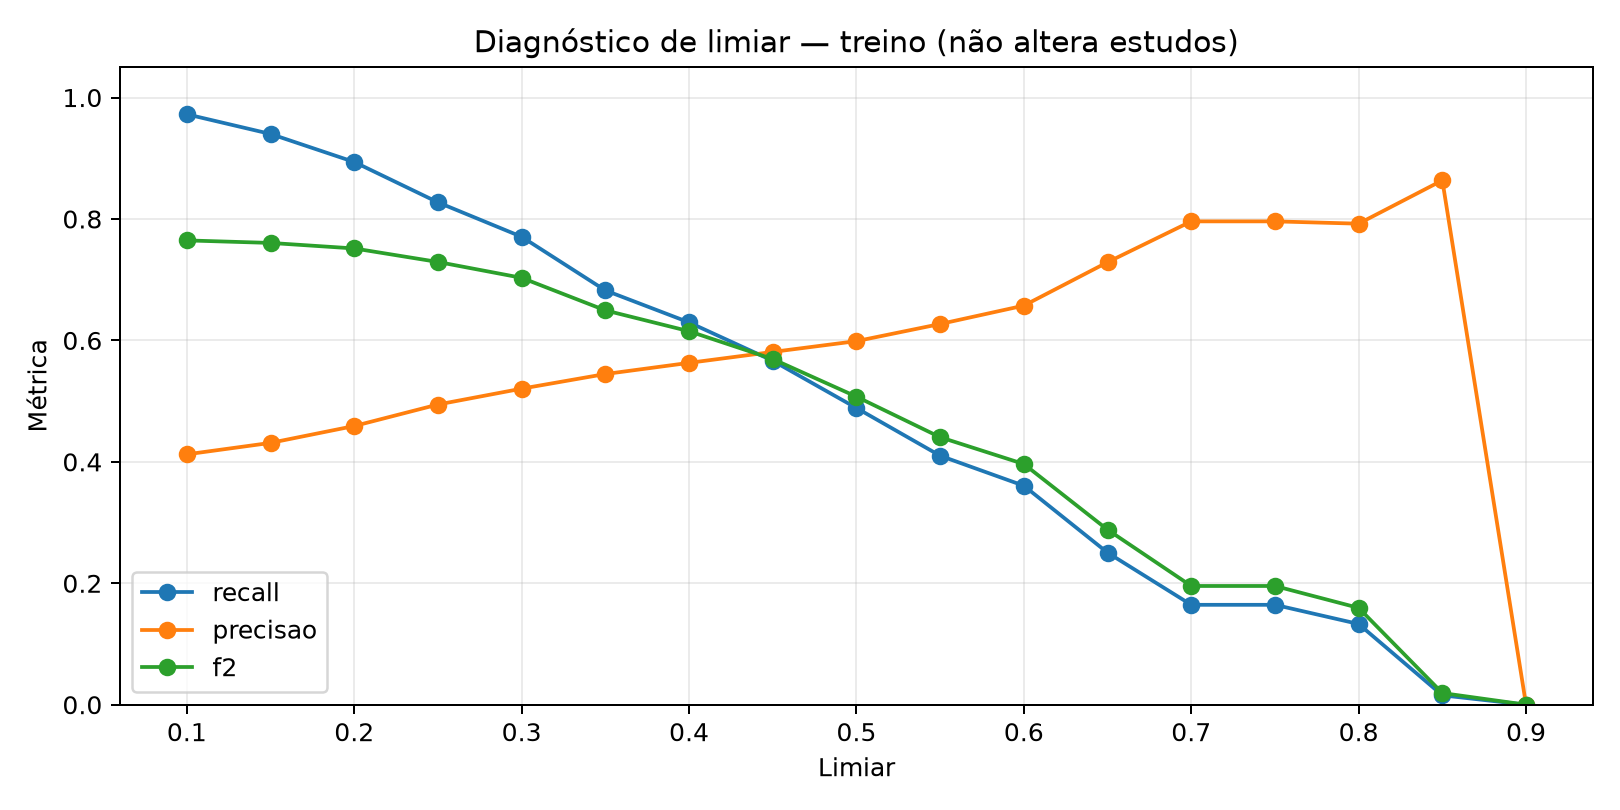 Diagnóstico de limiar — treino (não altera estudos)
Métrica
1.0
0.8
0.6
0.4
0.2
0.0
recall
precisao
f2
0.1 0.2 0.3 0.4 0.5 0.6 0.7 0.8 0.9
Limiar